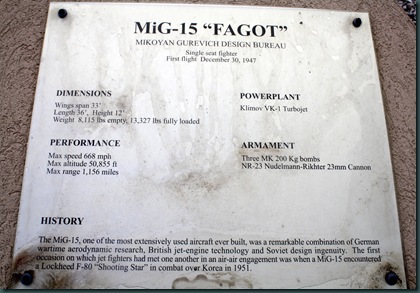 MiG-15 "FAGOT"
MIKOYAN GUREVICH DESIGN BUREAU
Single seat fighter
First flight December 30, 1947
DIMENSIONS
Wings span 33'
Length 36', Height 12'
Weight 8,115 lbs empty; 13,327 lbs fully loaded
POWERPLANT
Klimov VK-1 Turbojet
PERFORMANCE
Max speed 668 mph
Max altitude 50,855 ft
Max range 1,156 miles
ARMAMENT
Three MK 200 Kg bombs
NR-23 Nudelmann-Rikhter 23mm Cannon
HISTORY
The MiG-15, one of the most extensively used aircraft ever built, was a remarkable combination of German
wartime aerodynamic research, British jet-engine technology and Soviet design ingenuity. The first
occasion on which jet fighters had met one another in an air-air engagement was when a MiG-15 encountered
a Lockheed F-80 "Shooting Star" in combat over Korea in 1951.